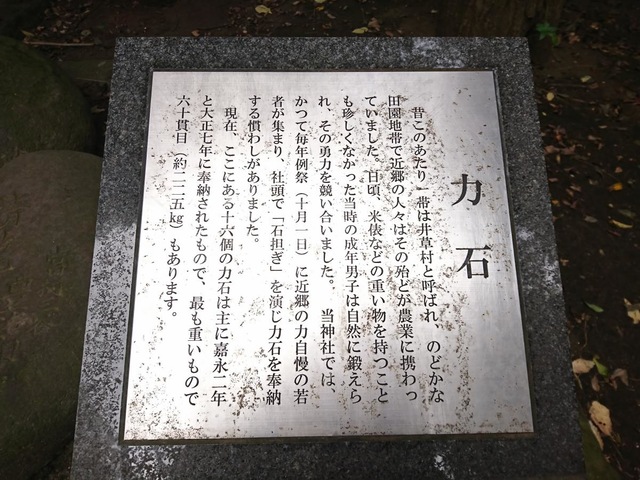 力石
昔このあたり一帯は井草村と呼ばれ、のどかな
田園地帯で近郷の人々はその殆どが農業に携わっ
ていました。日頃、米俵などの重い物を持つこと
も珍しくなかった当時の成年男子は自然に鍛えら
れ、その勇力を競い合いました。　当神社では、
かつて毎年例祭（十月一日）に近郷の力自慢の若
者が集まり、社頭で「石担ぎ」を演じ力石を奉納
する慣わしがありました。
現在、ここにある十六個の力石は主に嘉永二年
と大正七年に奉納されたもので、最も重いもので
六十貫目（約二二五kg）もあります。